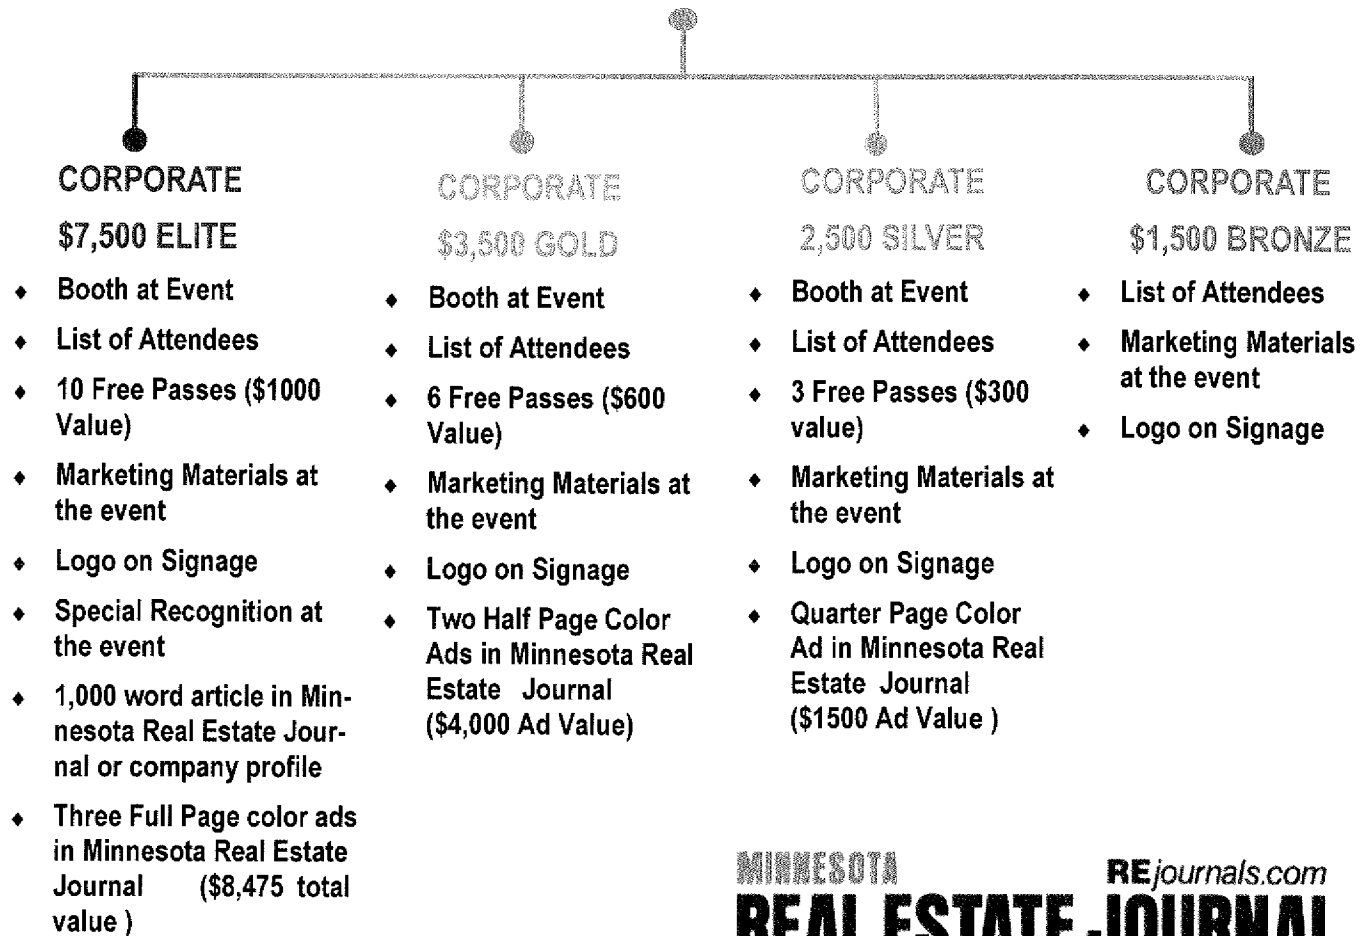 CORPORATE
$7,500 ELITE
♦ Booth at Event
♦ List of Attendees
♦ 10 Free Passes ($1000
Value)
♦ Marketing Materials at
the event
♦ Logo on Signage
♦ Special Recognition at
the event
♦ 1,000 word article in Min-
nesota Real Estate Jour-
nal or company profile
♦ Three Full Page color ads
in Minnesota Real Estate
Journal ($8,475 total
value )
CORPORATE
$3,500 GOLD
♦ Booth at Event
♦ List of Attendees
♦ 6 Free Passes ($600
Value)
♦ Marketing Materials at
the event
♦ Logo on Signage
♦ Two Half Page Color
Ads in Minnesota Real
Estate Journal
($4,000 Ad Value)
CORPORATE
2,500 SILVER
♦ Booth at Event
♦ List of Attendees
♦ 3 Free Passes ($300
value)
♦ Marketing Materials at
the event
♦ Logo on Signage
♦ Quarter Page Color
Ad in Minnesota Real
Estate Journal
($1500 Ad Value )
CORPORATE
$1,500 BRONZE
♦ List of Attendees
♦ Marketing Materials
at the event
♦ Logo on Signage
MINNESOTA
REjournals.com
REAL ESTATE JOURNAL